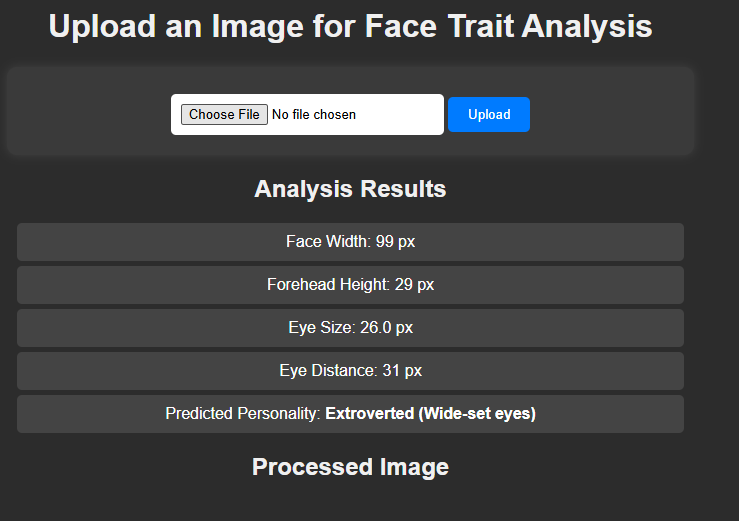 Upload an Image for Face Trait Analysis
Choose File No file chosen Upload
Analysis Results
Face Width: 99 px
Forehead Height: 29 px
Eye Size: 26.0 px
Eye Distance: 31 px
Predicted Personality: Extroverted (Wide-set eyes)
Processed Image